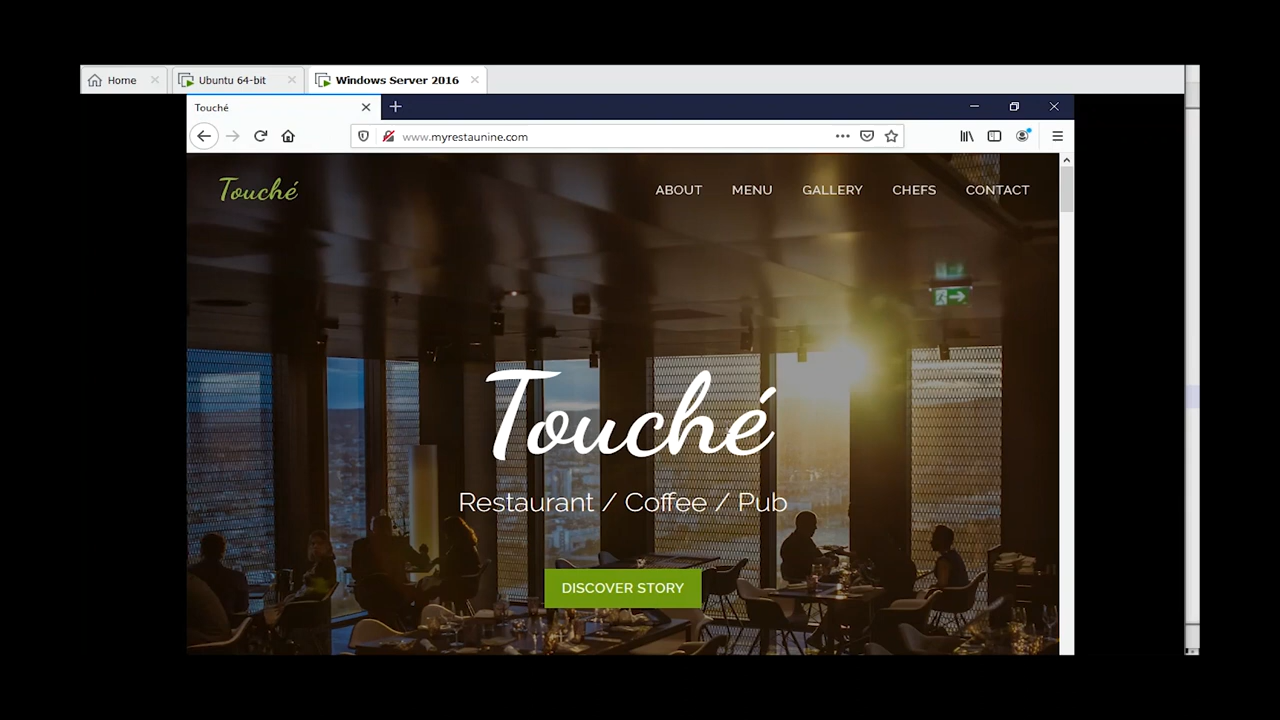 Home
Ubuntu 64-bit
Windows Server 2016
Touché
www.myrestaunine.com
Touché
ABOUT MENU GALLERY CHEFS CONTACT
Touché
Restaurant / Coffee / Pub
DISCOVER STORY